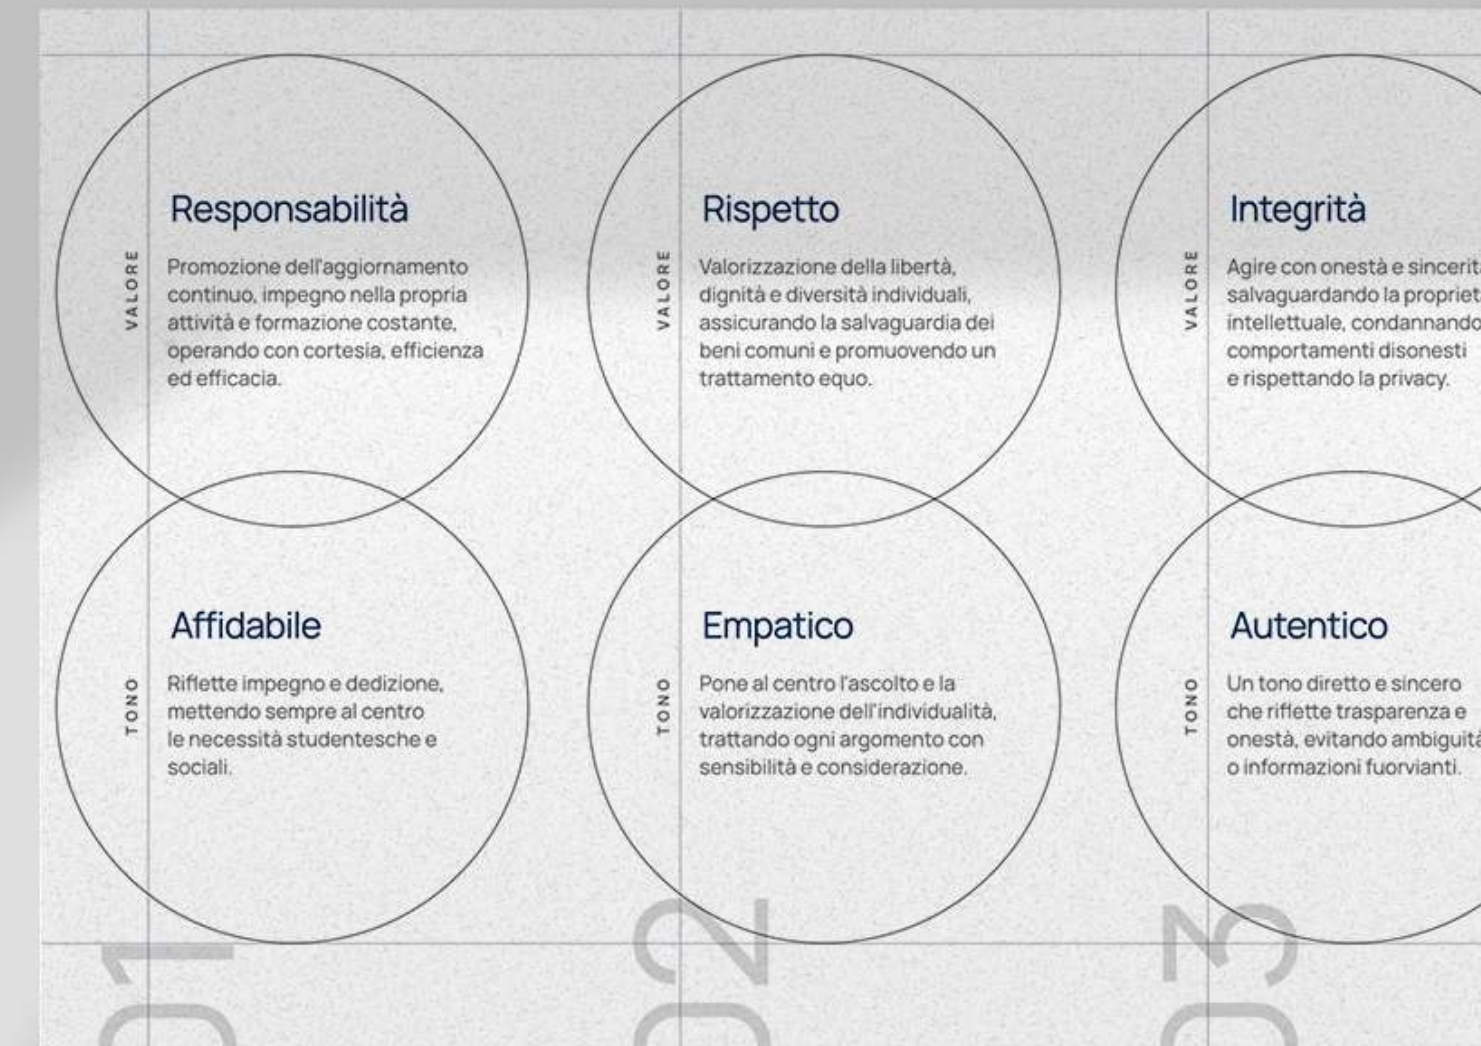 VALORE
Responsabilità
Promozione dell'aggiornamento
continuo, impegno nella propria
attività e formazione costante,
operando con cortesia, efficienza
ed efficacia.
VALORE
Rispetto
Valorizzazione della libertà,
dignità e diversità individuali,
assicurando la salvaguardia dei
beni comuni e promuovendo un
trattamento equo.
VALORE
Integrità
Agire con onestà e sincerità
salvaguardando la propriet
intellettuale, condannando
comportamenti disonesti
e rispettando la privacy.
TONO
Affidabile
Riflette impegno e dedizione,
mettendo sempre al centro
le necessità studentesche e
sociali.
TONO
Empatico
Pone al centro l'ascolto e la
valorizzazione dell'individualità,
trattando ogni argomento con
sensibilità e considerazione.
TONO
Autentico
Un tono diretto e sincero
che riflette trasparenza e
onestà, evitando ambiguità
o informazioni fuorvianti.
01
02
03